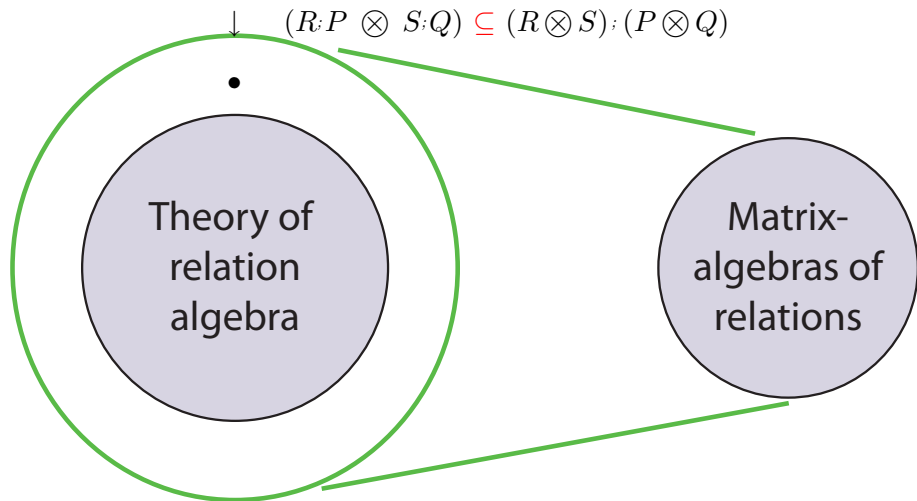 ↓ (R;P ⊗ S;Q) ⊆ (R ⊗ S) ; (P ⊗ Q)
Theory of
relation
algebra
Matrix-
algebras of
relations